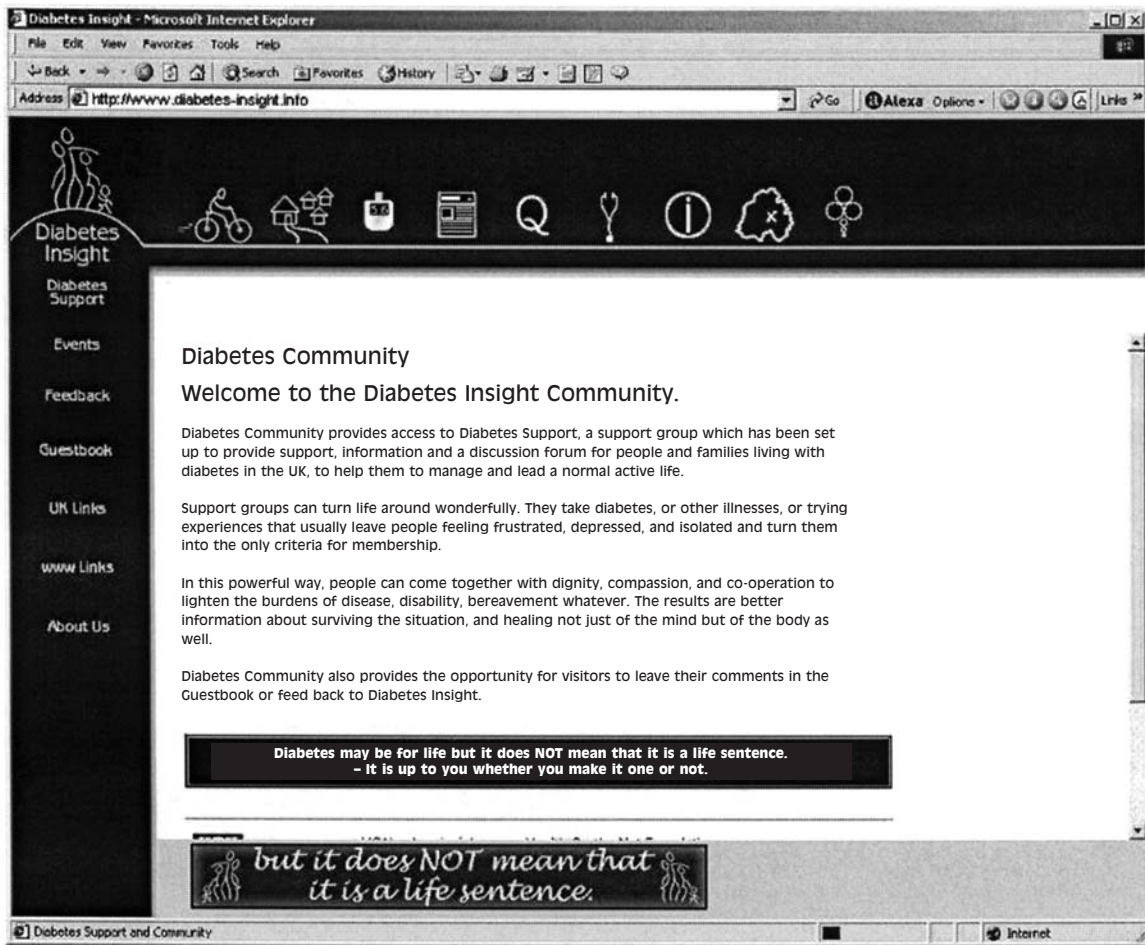 Diabetes Insight - Microsoft Internet Explorer
File Edit View Favorites Tools Help
Back Search Favorites History
Address http://www.diabetes-insight.info Go Alexa Options Links »
56
Q
i
x
Diabetes
Insight
Diabetes
Support
Events
Feedback
Guestbook
UK Links
www Links
About Us
Diabetes Community
Welcome to the Diabetes Insight Community.
Diabetes Community provides access to Diabetes Support, a support group which has been set
up to provide support, information and a discussion forum for people and families living with
diabetes in the UK, to help them to manage and lead a normal active life.
Support groups can turn life around wonderfully. They take diabetes, or other illnesses, or trying
experiences that usually leave people feeling frustrated, depressed, and isolated and turn them
into the only criteria for membership.
In this powerful way, people can come together with dignity, compassion, and co-operation to
lighten the burdens of disease, disability, bereavement whatever. The results are better
information about surviving the situation, and healing not just of the mind but of the body as
well.
Diabetes Community also provides the opportunity for visitors to leave their comments in the
Guestbook or feed back to Diabetes Insight.
Diabetes may be for life but it does NOT mean that it is a life sentence.
– It is up to you whether you make it one or not.
but it does NOT mean that
it is a life sentence.
Diabetes Support and Community Internet